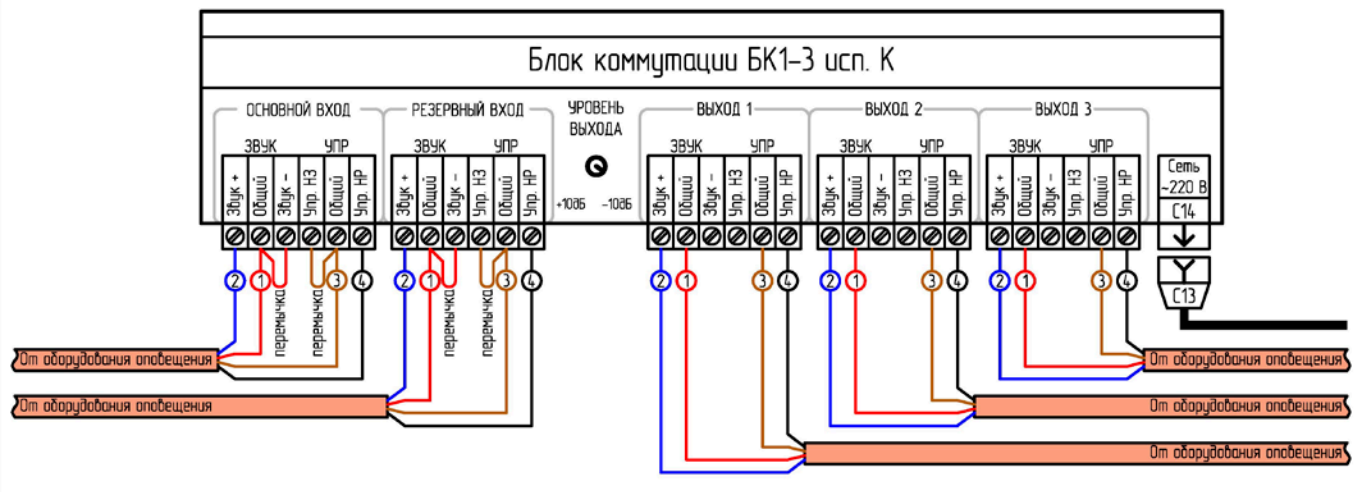 Блок коммутации БК1-3 исп. К
ОСНОВНОЙ ВХОД
РЕЗЕРВНЫЙ ВХОД
УРОВЕНЬ
ВЫХОДА
ВЫХОД 1
ВЫХОД 2
ВЫХОД 3
ЗВУК УПР
ЗВУК УПР
ЗВУК УПР
ЗВУК УПР
ЗВУК УПР
Звук +
Общий
Звук -
Упр. НЗ
Общий
Упр. НР
Звук +
Общий
Звук -
Упр. НЗ
Общий
Упр. НР
+10дБ -10дБ
Звук +
Общий
Звук -
Упр. НЗ
Общий
Упр. НР
Звук +
Общий
Звук -
Упр. НЗ
Общий
Упр. НР
Звук +
Общий
Звук -
Упр. НЗ
Общий
Упр. НР
Сеть
~220 В
С14
С13
2 1 3 4
2 1 3 4
2 1 3 4
2 1 3 4
2 1 3 4
перемычка
перемычка
перемычка
перемычка
От оборудования оповещения
От оборудования оповещения
От оборудования оповещения
От оборудования оповещения
От оборудования оповещения